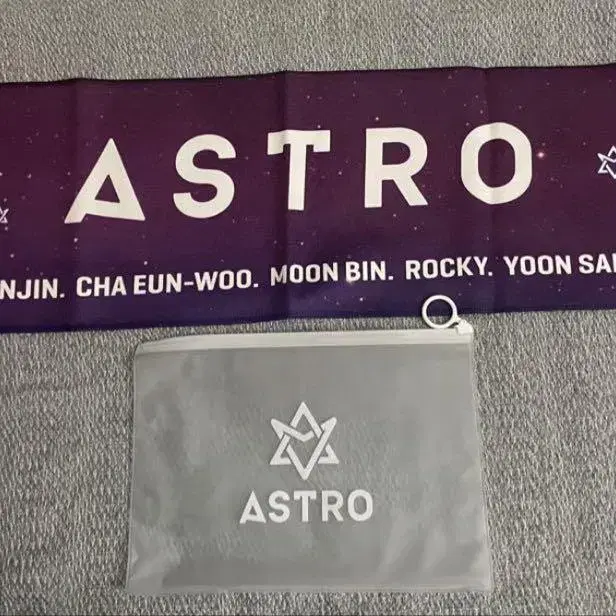 ASTRO
NJIN. CHA EUN-WOO. MOON BIN. ROCKY. YOON SA
ASTRO